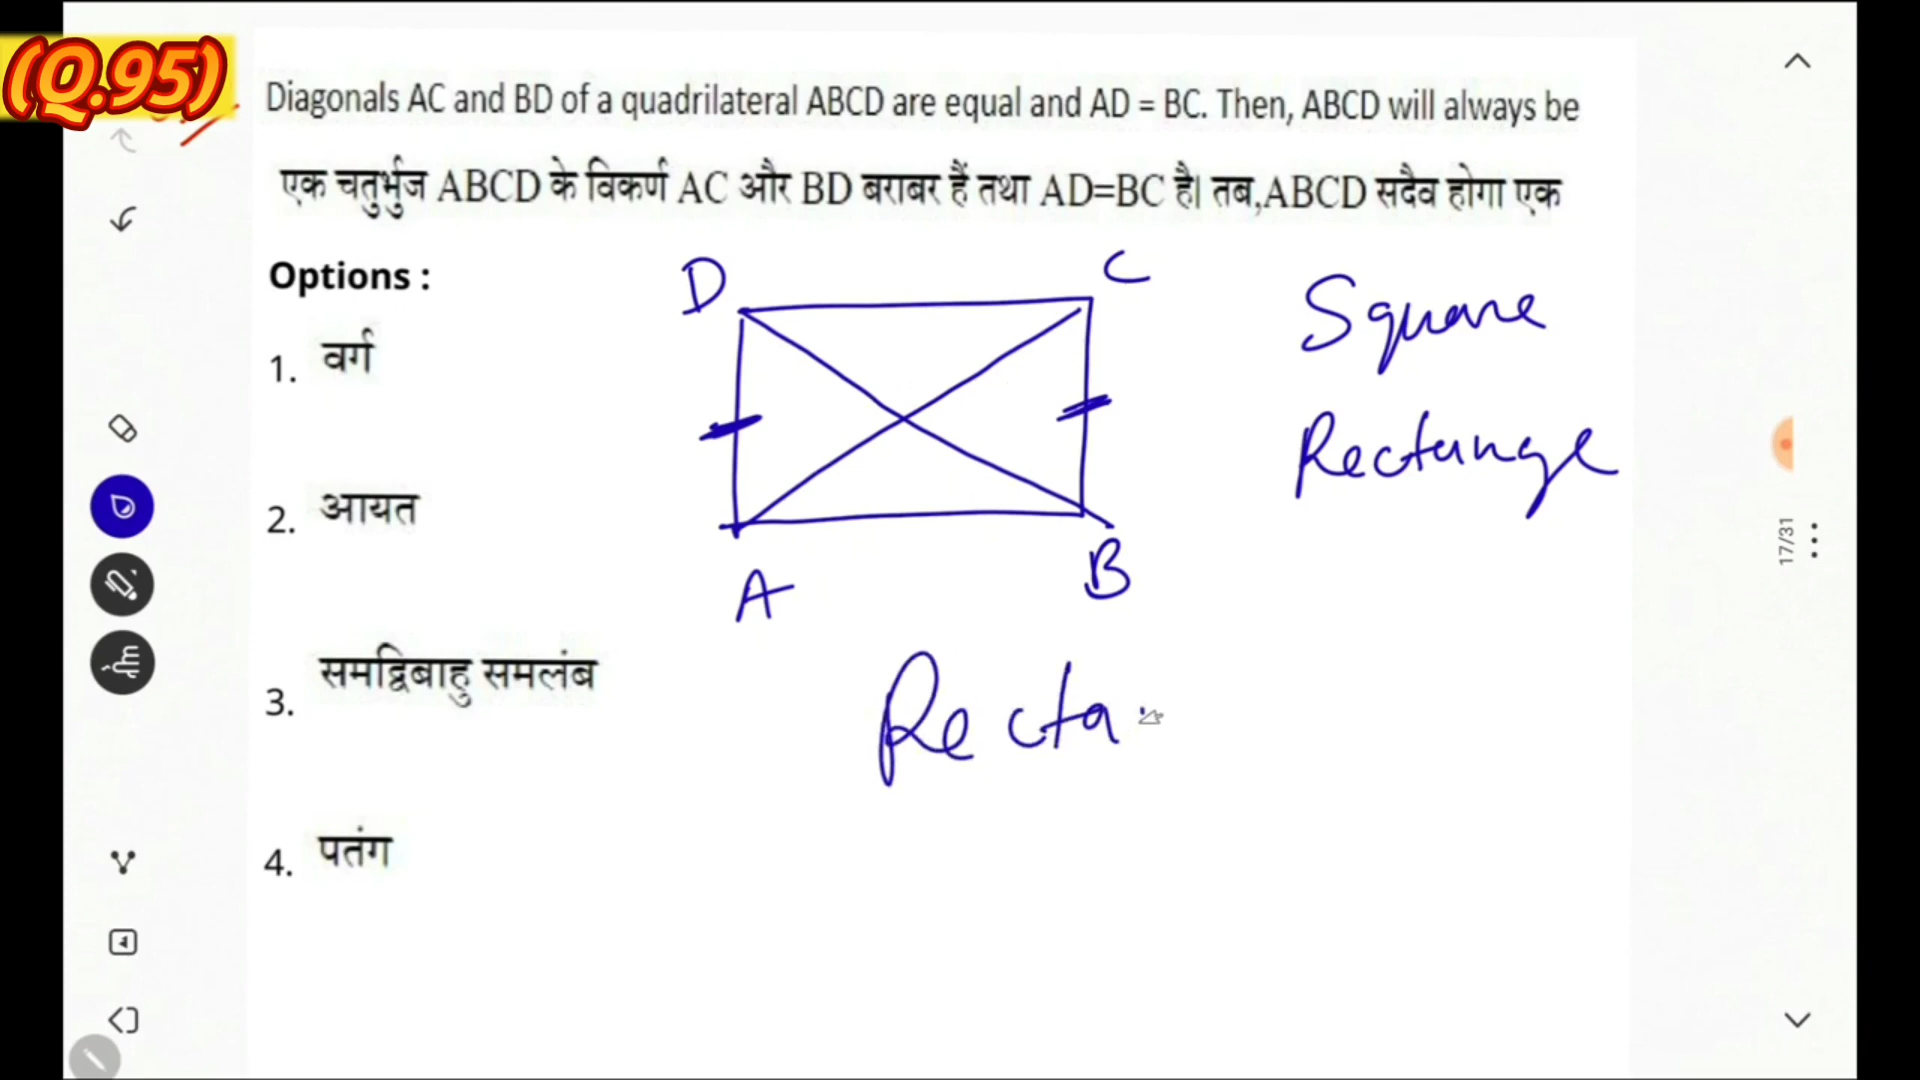 (Q.95)
Diagonals AC and BD of a quadrilateral ABCD are equal and AD = BC. Then, ABCD will always be
एक चतुर्भुज ABCD के विकर्ण AC और BD बराबर हैं तथा AD=BC है। तब,ABCD सदैव होगा एक
Options :
D
C
Square
1. वर्ग
Rectange
2. आयत
17/31
A
B
3. समद्विबाहु समलंब
Recta
4. पतंग